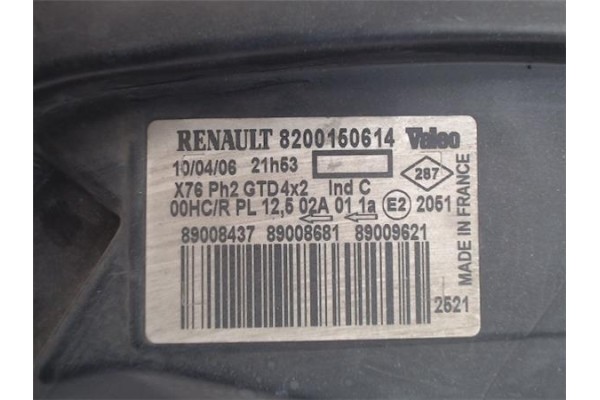 RENAULT 8200150614 Valeo
10/04/06 21h53
287
X76 Ph2 GTD4x2 Ind C
00HC/R PL 12,5 02A 01 1a E2 2051
89008437 89008681 89009621
2521
MADE IN FRANCE